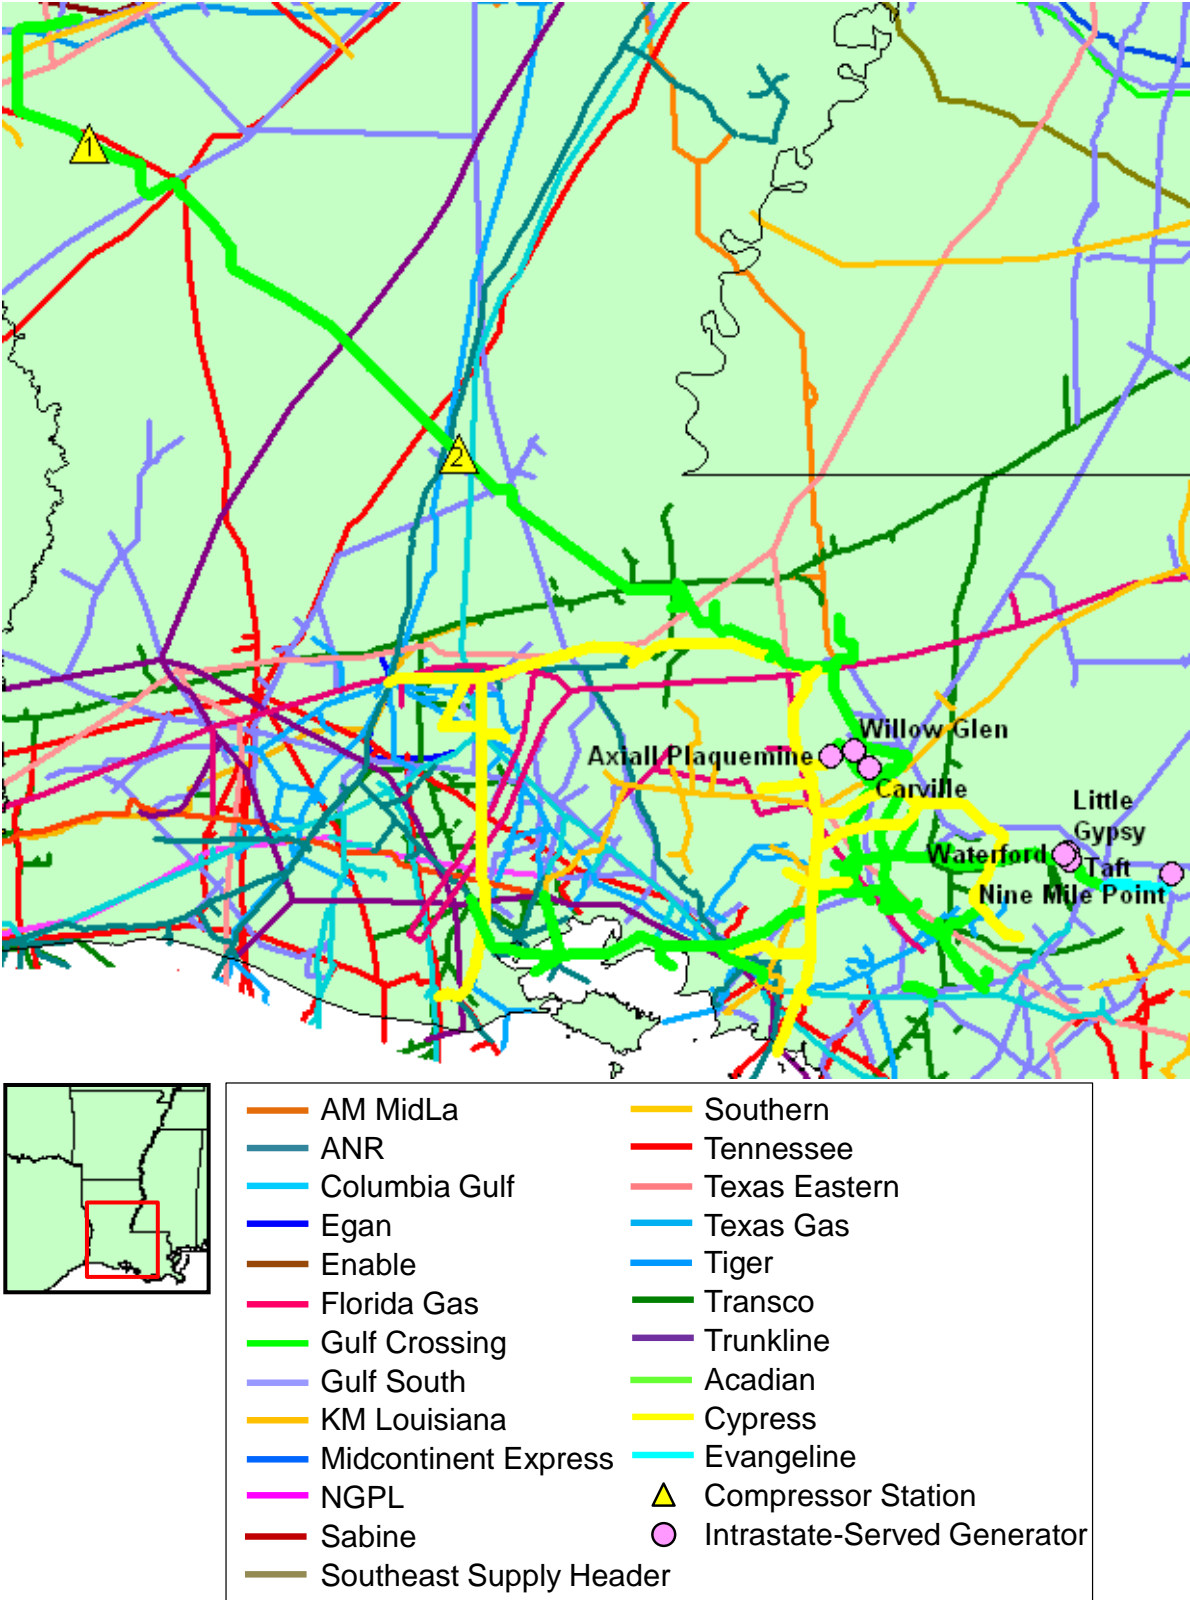 1
2
Willow Glen
Axiall Plaquemine
Carville
Little
Gypsy
Waterford
Taft
Nine Mile Point
AM MidLa
ANR
Columbia Gulf
Egan
Enable
Florida Gas
Gulf Crossing
Gulf South
KM Louisiana
Midcontinent Express
NGPL
Sabine
Southeast Supply Header
Southern
Tennessee
Texas Eastern
Texas Gas
Tiger
Transco
Trunkline
Acadian
Cypress
Evangeline
Compressor Station
Intrastate-Served Generator